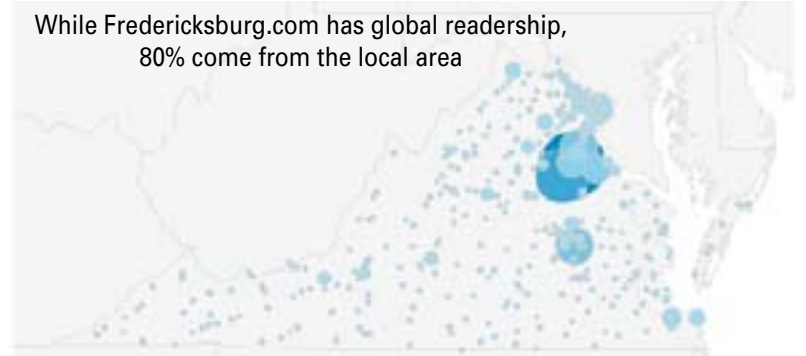 While Fredericksburg.com has global readership,
80% come from the local area